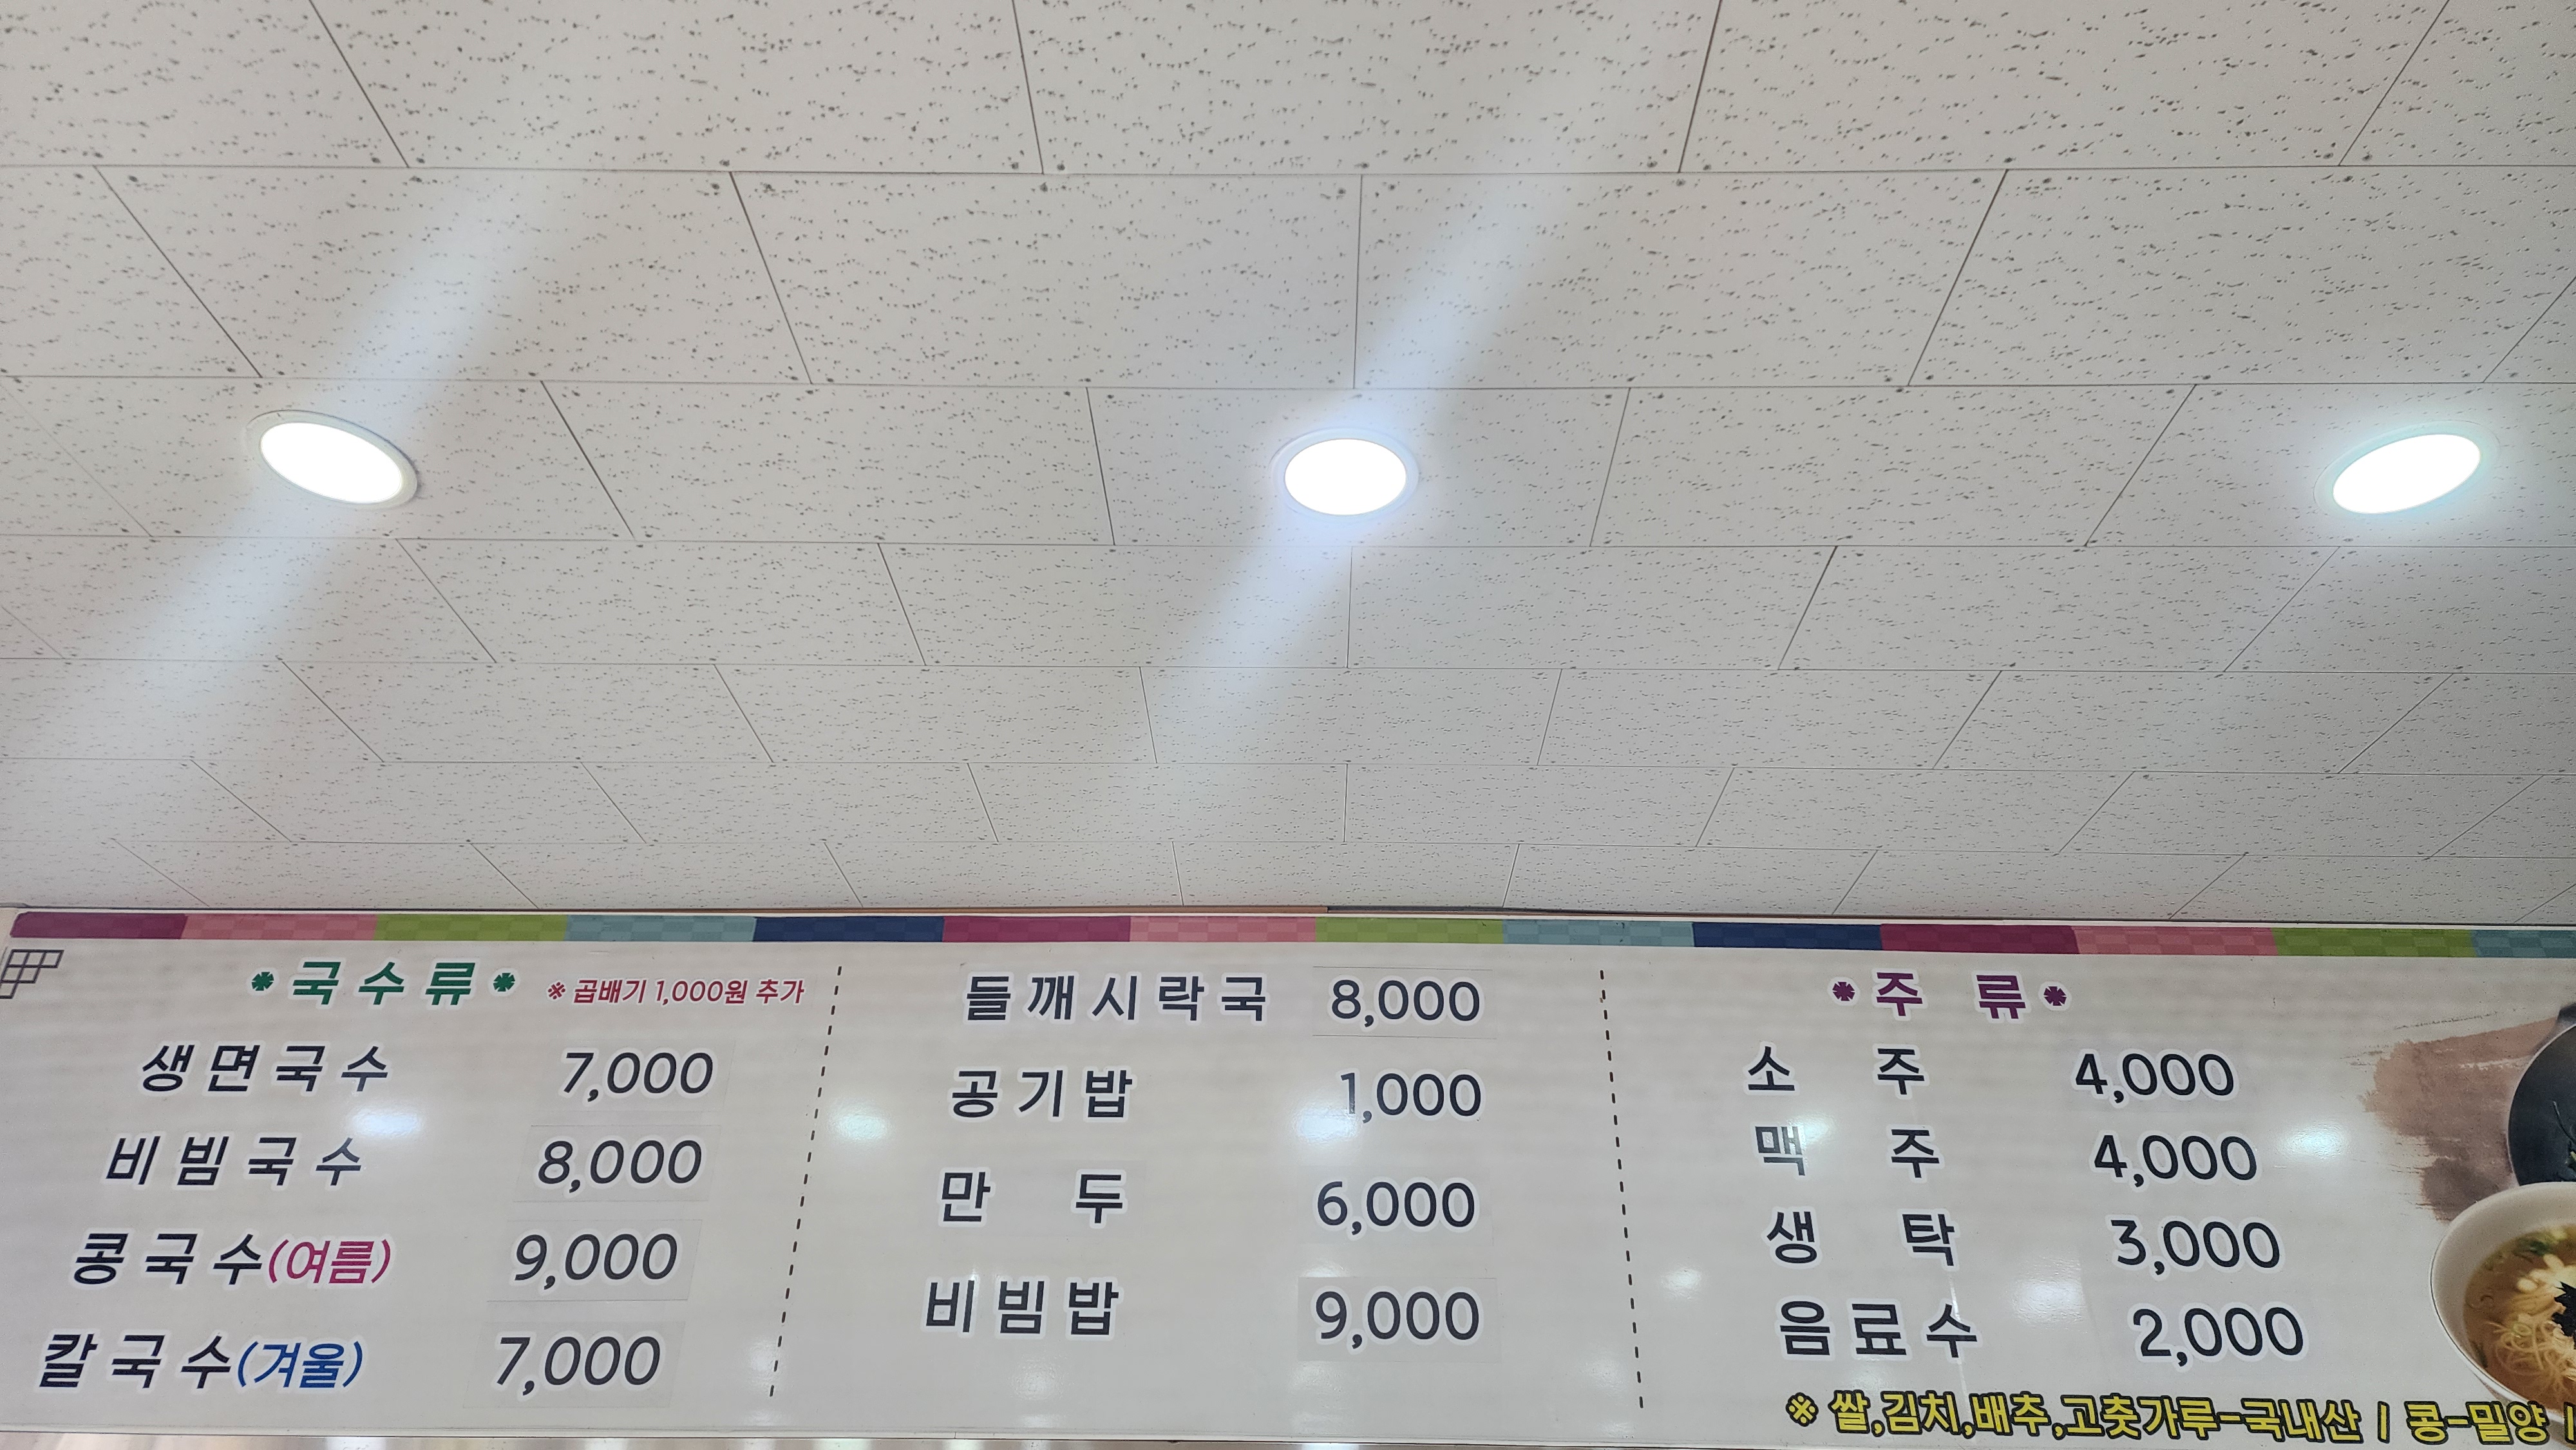 국수류 ※ 곱배기 1,000원 추가
생면국수 7,000
비빔국수 8,000
콩국수(여름) 9,000
칼국수(겨울) 7,000
들깨시락국 8,000
공기밥 1,000
만두 6,000
비빔밥 9,000
주류
소주 4,000
맥주 4,000
생탁 3,000
음료수 2,000
※ 쌀,김치,배추,고춧가루-국내산 | 콩-밀양 |